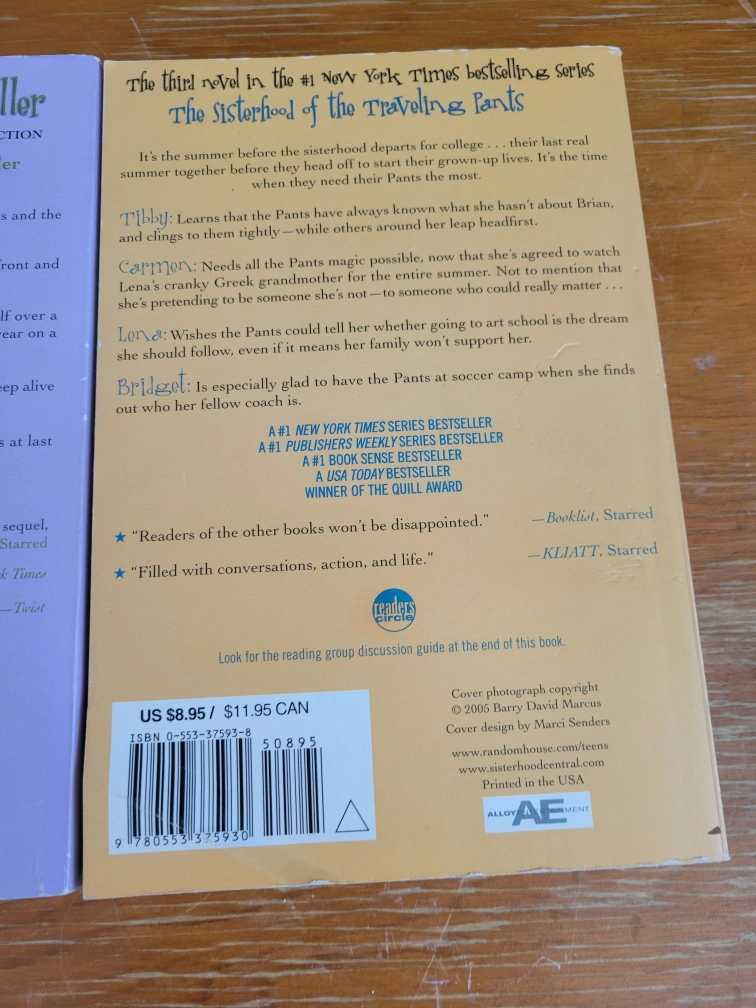 ller
CTION
ler
s and the
ront and
lf over a
ear on a
eep alive
s at last
sequel,
Starred
k Times
—Twist
The third novel in the #1 New York Times bestselling series
The Sisterhood of the Traveling Pants
It's the summer before the sisterhood departs for college . . . their last real
summer together before they head off to start their grown-up lives. It's the time
when they need their Pants the most.
Tibby: Learns that the Pants have always known what she hasn't about Brian,
and clings to them tightly—while others around her leap headfirst.
Carmen: Needs all the Pants magic possible, now that she's agreed to watch
Lena's cranky Greek grandmother for the entire summer. Not to mention that
she's pretending to be someone she's not—to someone who could really matter . . .
Lena: Wishes the Pants could tell her whether going to art school is the dream
she should follow, even if it means her family won't support her.
Bridget: Is especially glad to have the Pants at soccer camp when she finds
out who her fellow coach is.
A #1 NEW YORK TIMES SERIES BESTSELLER
A #1 PUBLISHERS WEEKLY SERIES BESTSELLER
A #1 BOOK SENSE BESTSELLER
A USA TODAY BESTSELLER
WINNER OF THE QUILL AWARD
★ "Readers of the other books won't be disappointed." —Booklist, Starred
★ "Filled with conversations, action, and life." —KLIATT, Starred
readers
circle
Look for the reading group discussion guide at the end of this book.
US $8.95 / $11.95 CAN
ISBN 0-553-37593-8
50895
9 780553 375930
Cover photograph copyright
© 2005 Barry David Marcus
Cover design by Marci Senders
www.randomhouse.com/teens
www.sisterhoodcentral.com
Printed in the USA
ALLOY AE MENT